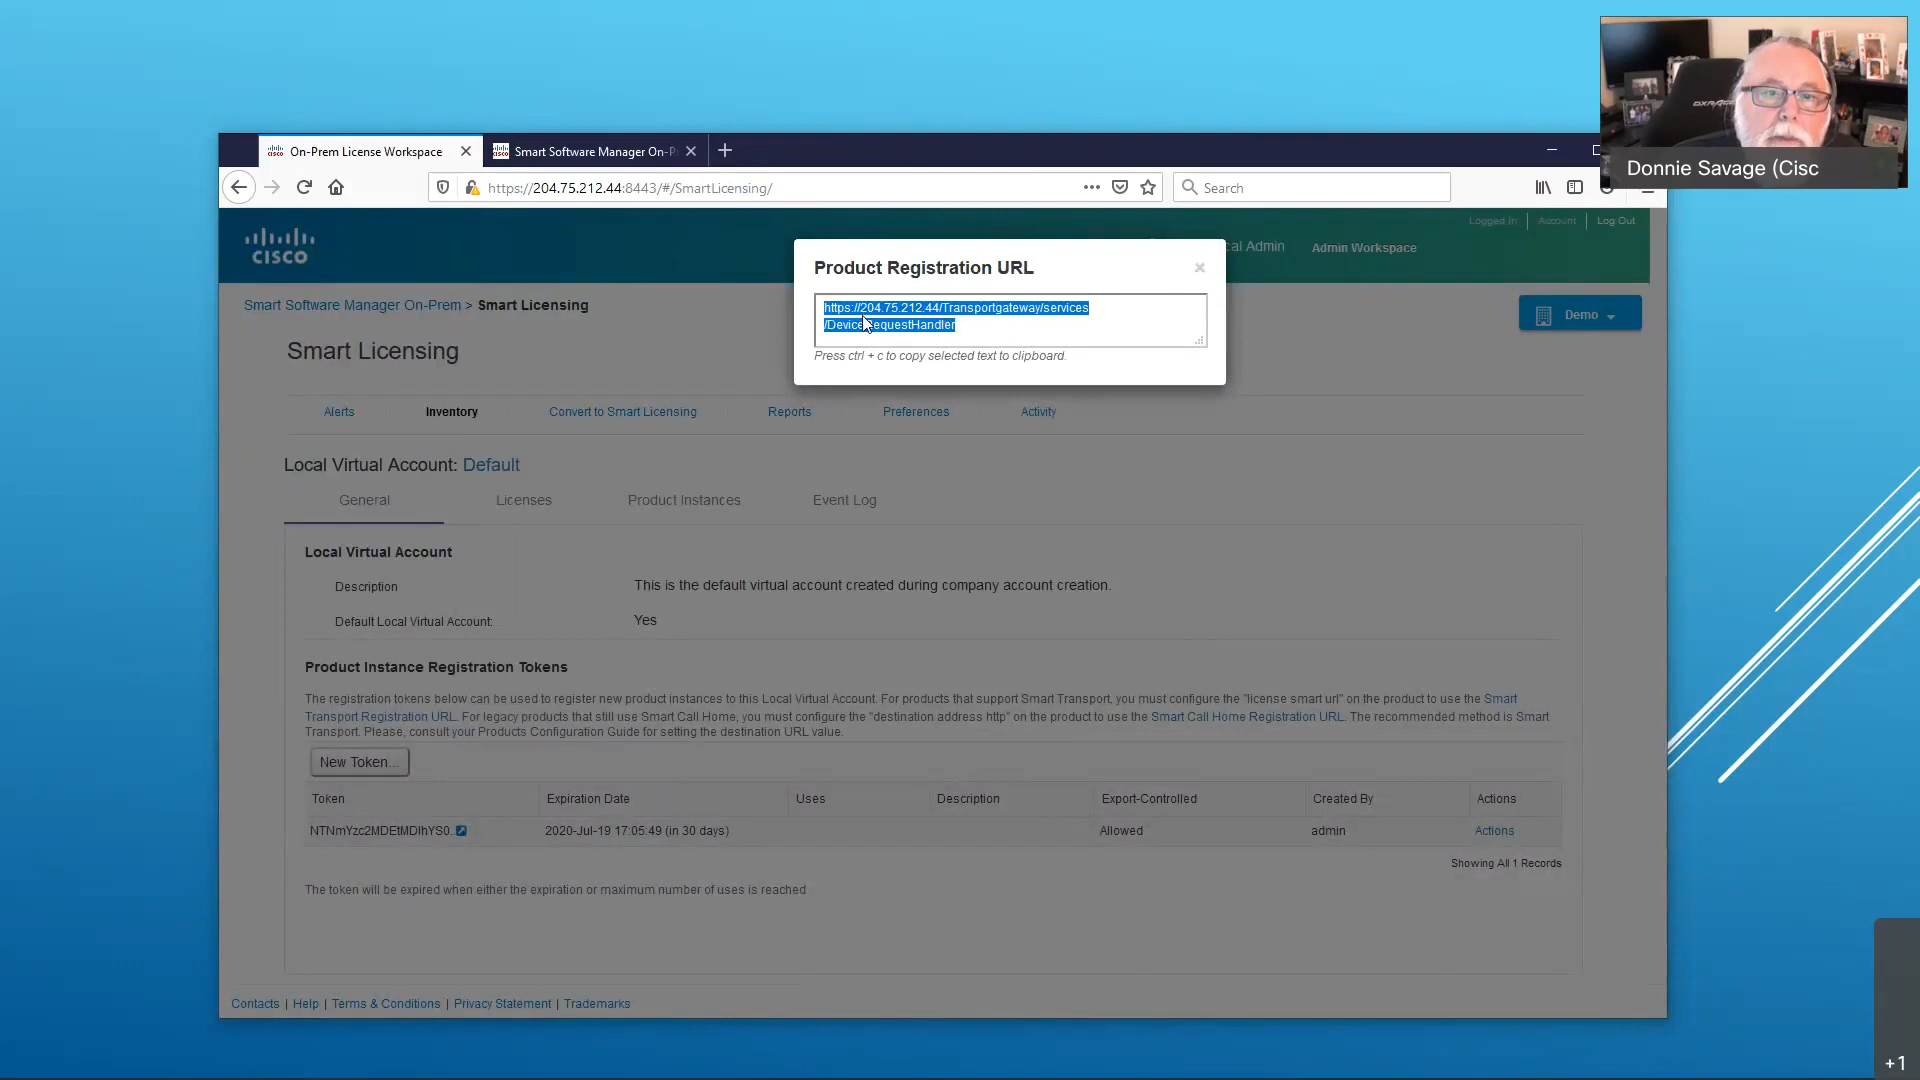 On-Prem License Workspace
Smart Software Manager On-P
https://204.75.212.44:8443/#/SmartLicensing/
Search
Donnie Savage (Cisc
Logged In
Account
Log Out
CISCO
cal Admin
Admin Workspace
Product Registration URL
https://204.75.212.44/Transportgateway/services
/DeviceRequestHandler
Press ctrl + c to copy selected text to clipboard.
Smart Software Manager On-Prem > Smart Licensing
Demo
Smart Licensing
Alerts
Inventory
Convert to Smart Licensing
Reports
Preferences
Activity
Local Virtual Account: Default
General
Licenses
Product Instances
Event Log
Local Virtual Account
Description
This is the default virtual account created during company account creation.
Default Local Virtual Account:
Yes
Product Instance Registration Tokens
The registration tokens below can be used to register new product instances to this Local Virtual Account. For products that support Smart Transport, you must configure the "license smart url" on the product to use the Smart
Transport Registration URL. For legacy products that still use Smart Call Home, you must configure the "destination address http" on the product to use the Smart Call Home Registration URL. The recommended method is Smart
Transport. Please, consult your Products Configuration Guide for setting the destination URL value.
New Token...
Token
Expiration Date
Uses
Description
Export-Controlled
Created By
Actions
NTNmYzc2MDEtMDlhYS0..
2020-Jul-19 17:05:49 (in 30 days)
Allowed
admin
Actions
Showing All 1 Records
The token will be expired when either the expiration or maximum number of uses is reached
Contacts | Help | Terms & Conditions | Privacy Statement | Trademarks
+1